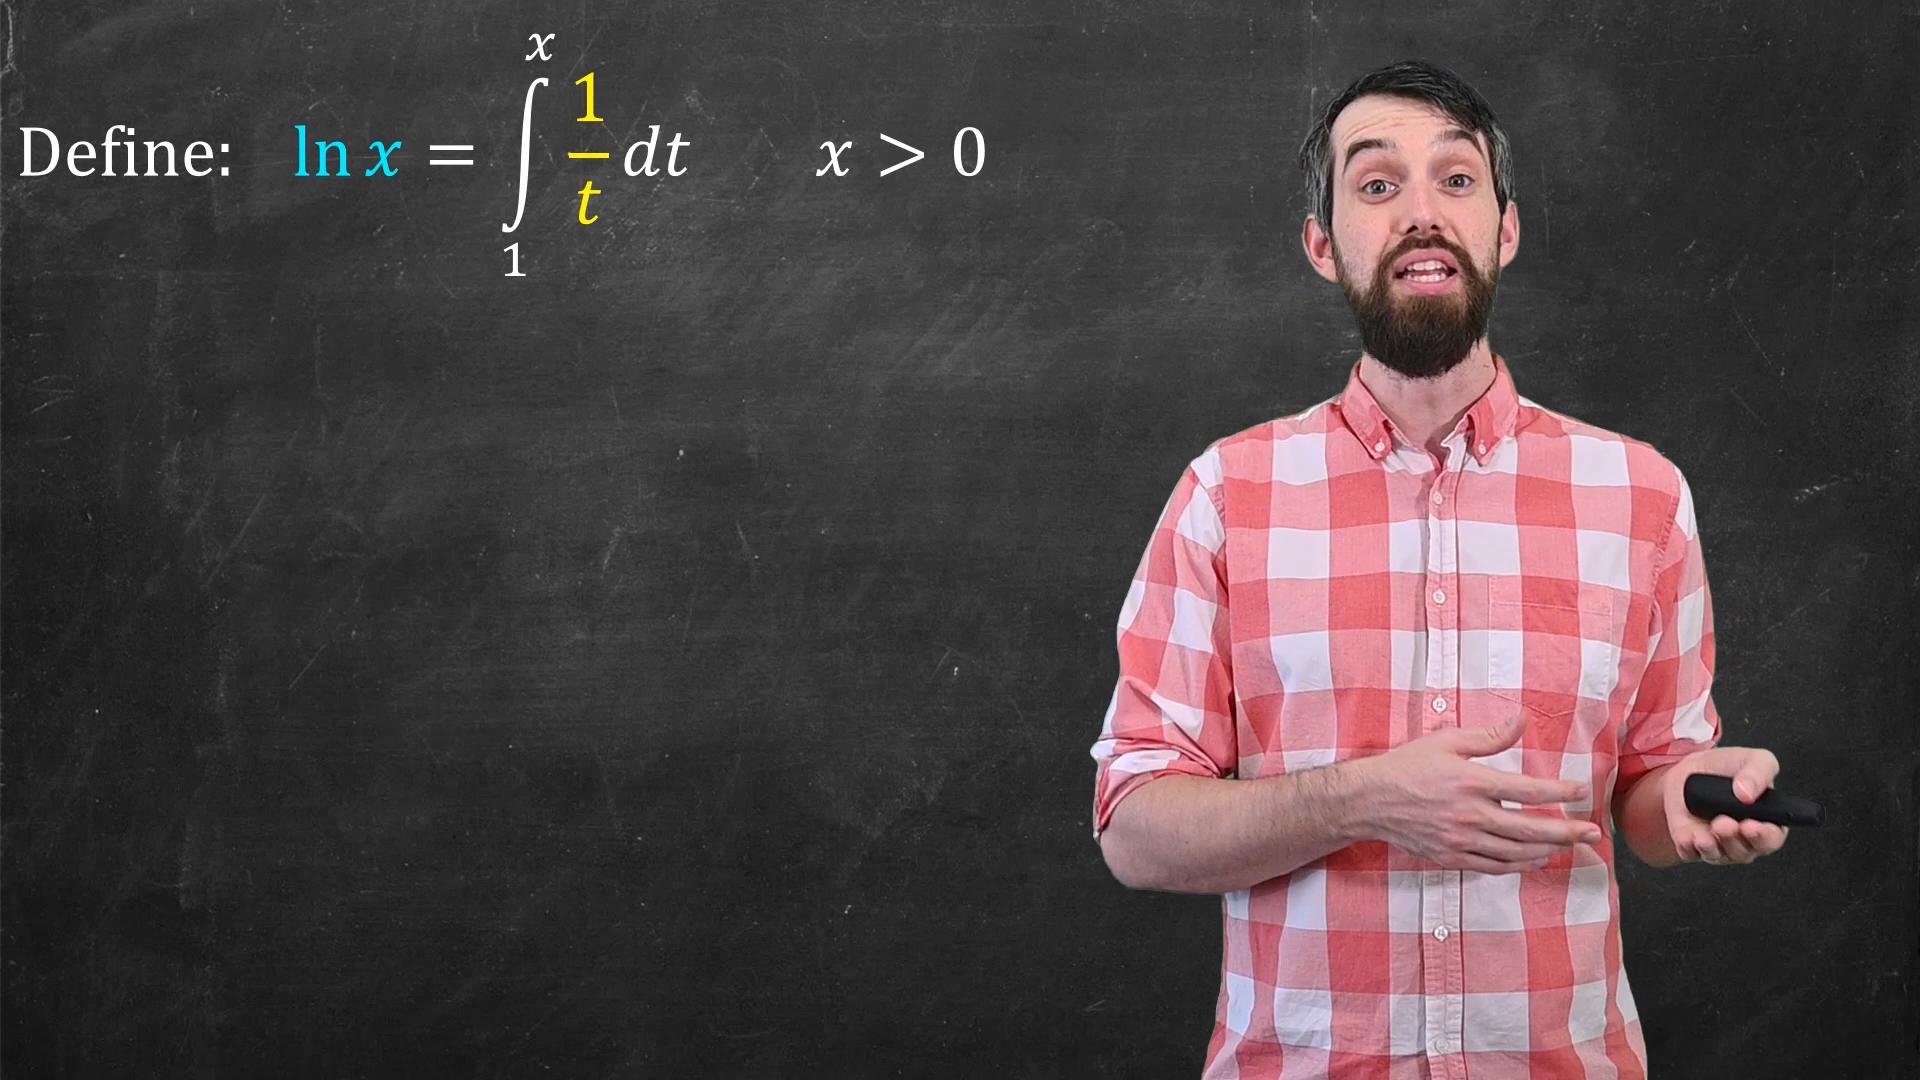 Define: ln x = ∫₁ˣ 1/t dt x > 0